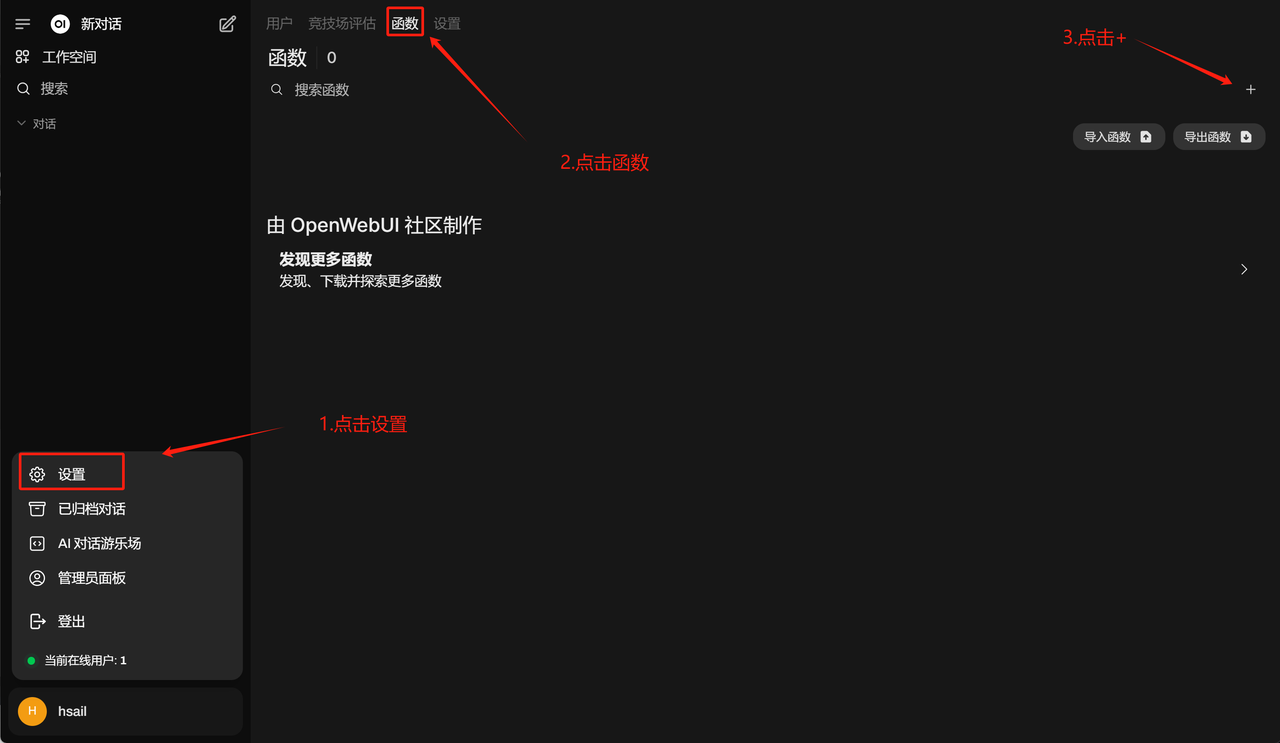 OI 新对话
工作空间
搜索
对话
用户 竞技场评估 函数 设置
函数 0
搜索函数
3.点击+
导入函数 导出函数
2.点击函数
由 OpenWebUI 社区制作
发现更多函数
发现、下载并探索更多函数
1.点击设置
设置
已归档对话
AI 对话游乐场
管理员面板
登出
当前在线用户: 1
H hsail